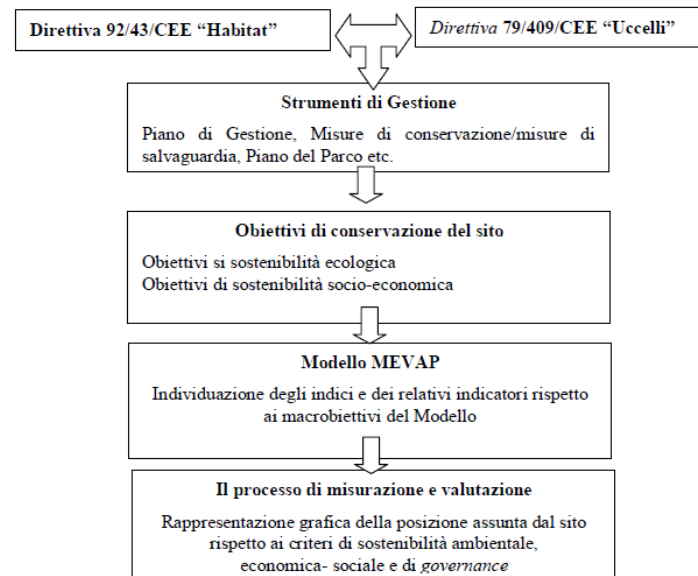 Direttiva 92/43/CEE “Habitat”
Direttiva 79/409/CEE “Uccelli”
Strumenti di Gestione
Piano di Gestione, Misure di conservazione/misure di
salvaguardia, Piano del Parco etc.
Obiettivi di conservazione del sito
Obiettivi si sostenibilità ecologica
Obiettivi di sostenibilità socio-economica
Modello MEVAP
Individuazione degli indici e dei relativi indicatori rispetto
ai macrobiettivi del Modello
Il processo di misurazione e valutazione
Rappresentazione grafica della posizione assunta dal sito
rispetto ai criteri di sostenibilità ambientale,
economica- sociale e di governance